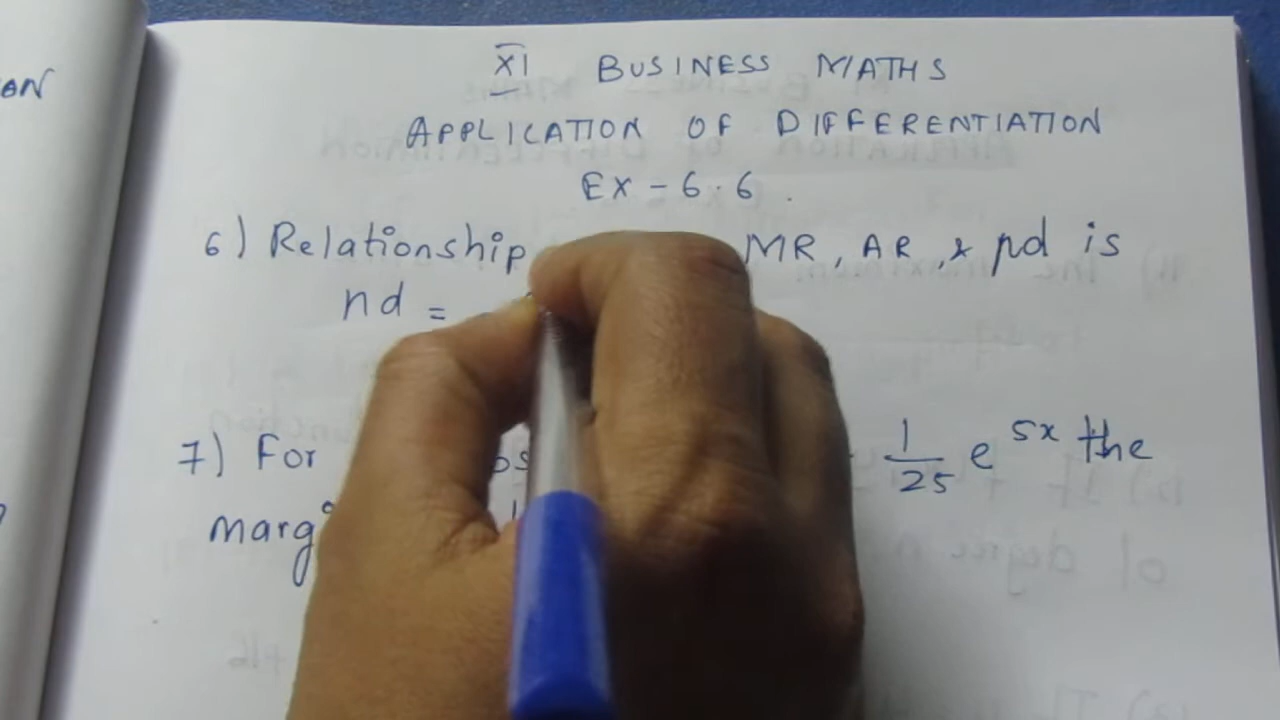 ON
XI BUSINESS MATHS
APPLICATION OF DIFFERENTIATION
EX - 6.6.
6) Relationship MR, AR, & ηd is
ηd =
7) For 1/25 e^5x the